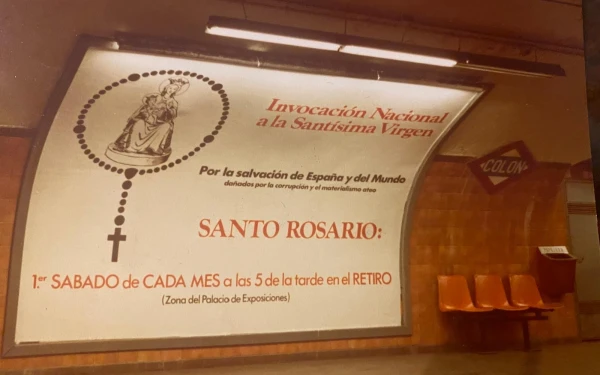 Invocación Nacional
a la Santísima Virgen
Por la salvación de España y del Mundo
dañados por la corrupción y el materialismo ateo
SANTO ROSARIO:
1.er SABADO de CADA MES a las 5 de la tarde en el RETIRO
(Zona del Palacio de Exposiciones)
COLON